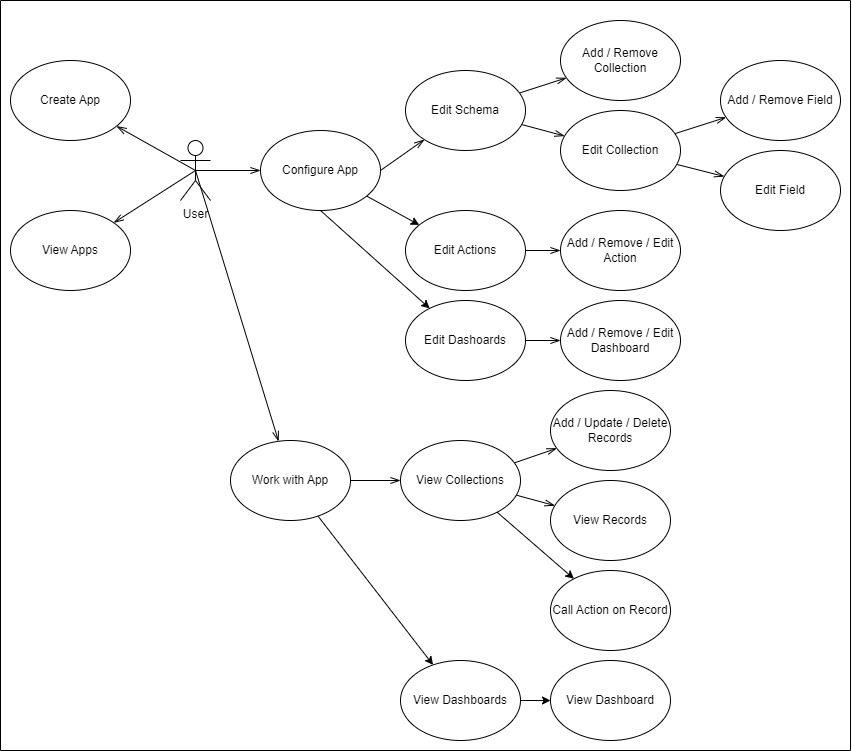 Add / Remove
Collection
Create App
Edit Schema
Add / Remove Field
Configure App
Edit Collection
Edit Field
User
View Apps
Edit Actions
Add / Remove / Edit
Action
Edit Dashoards
Add / Remove / Edit
Dashboard
Add / Update / Delete
Records
Work with App
View Collections
View Records
Call Action on Record
View Dashboards
View Dashboard